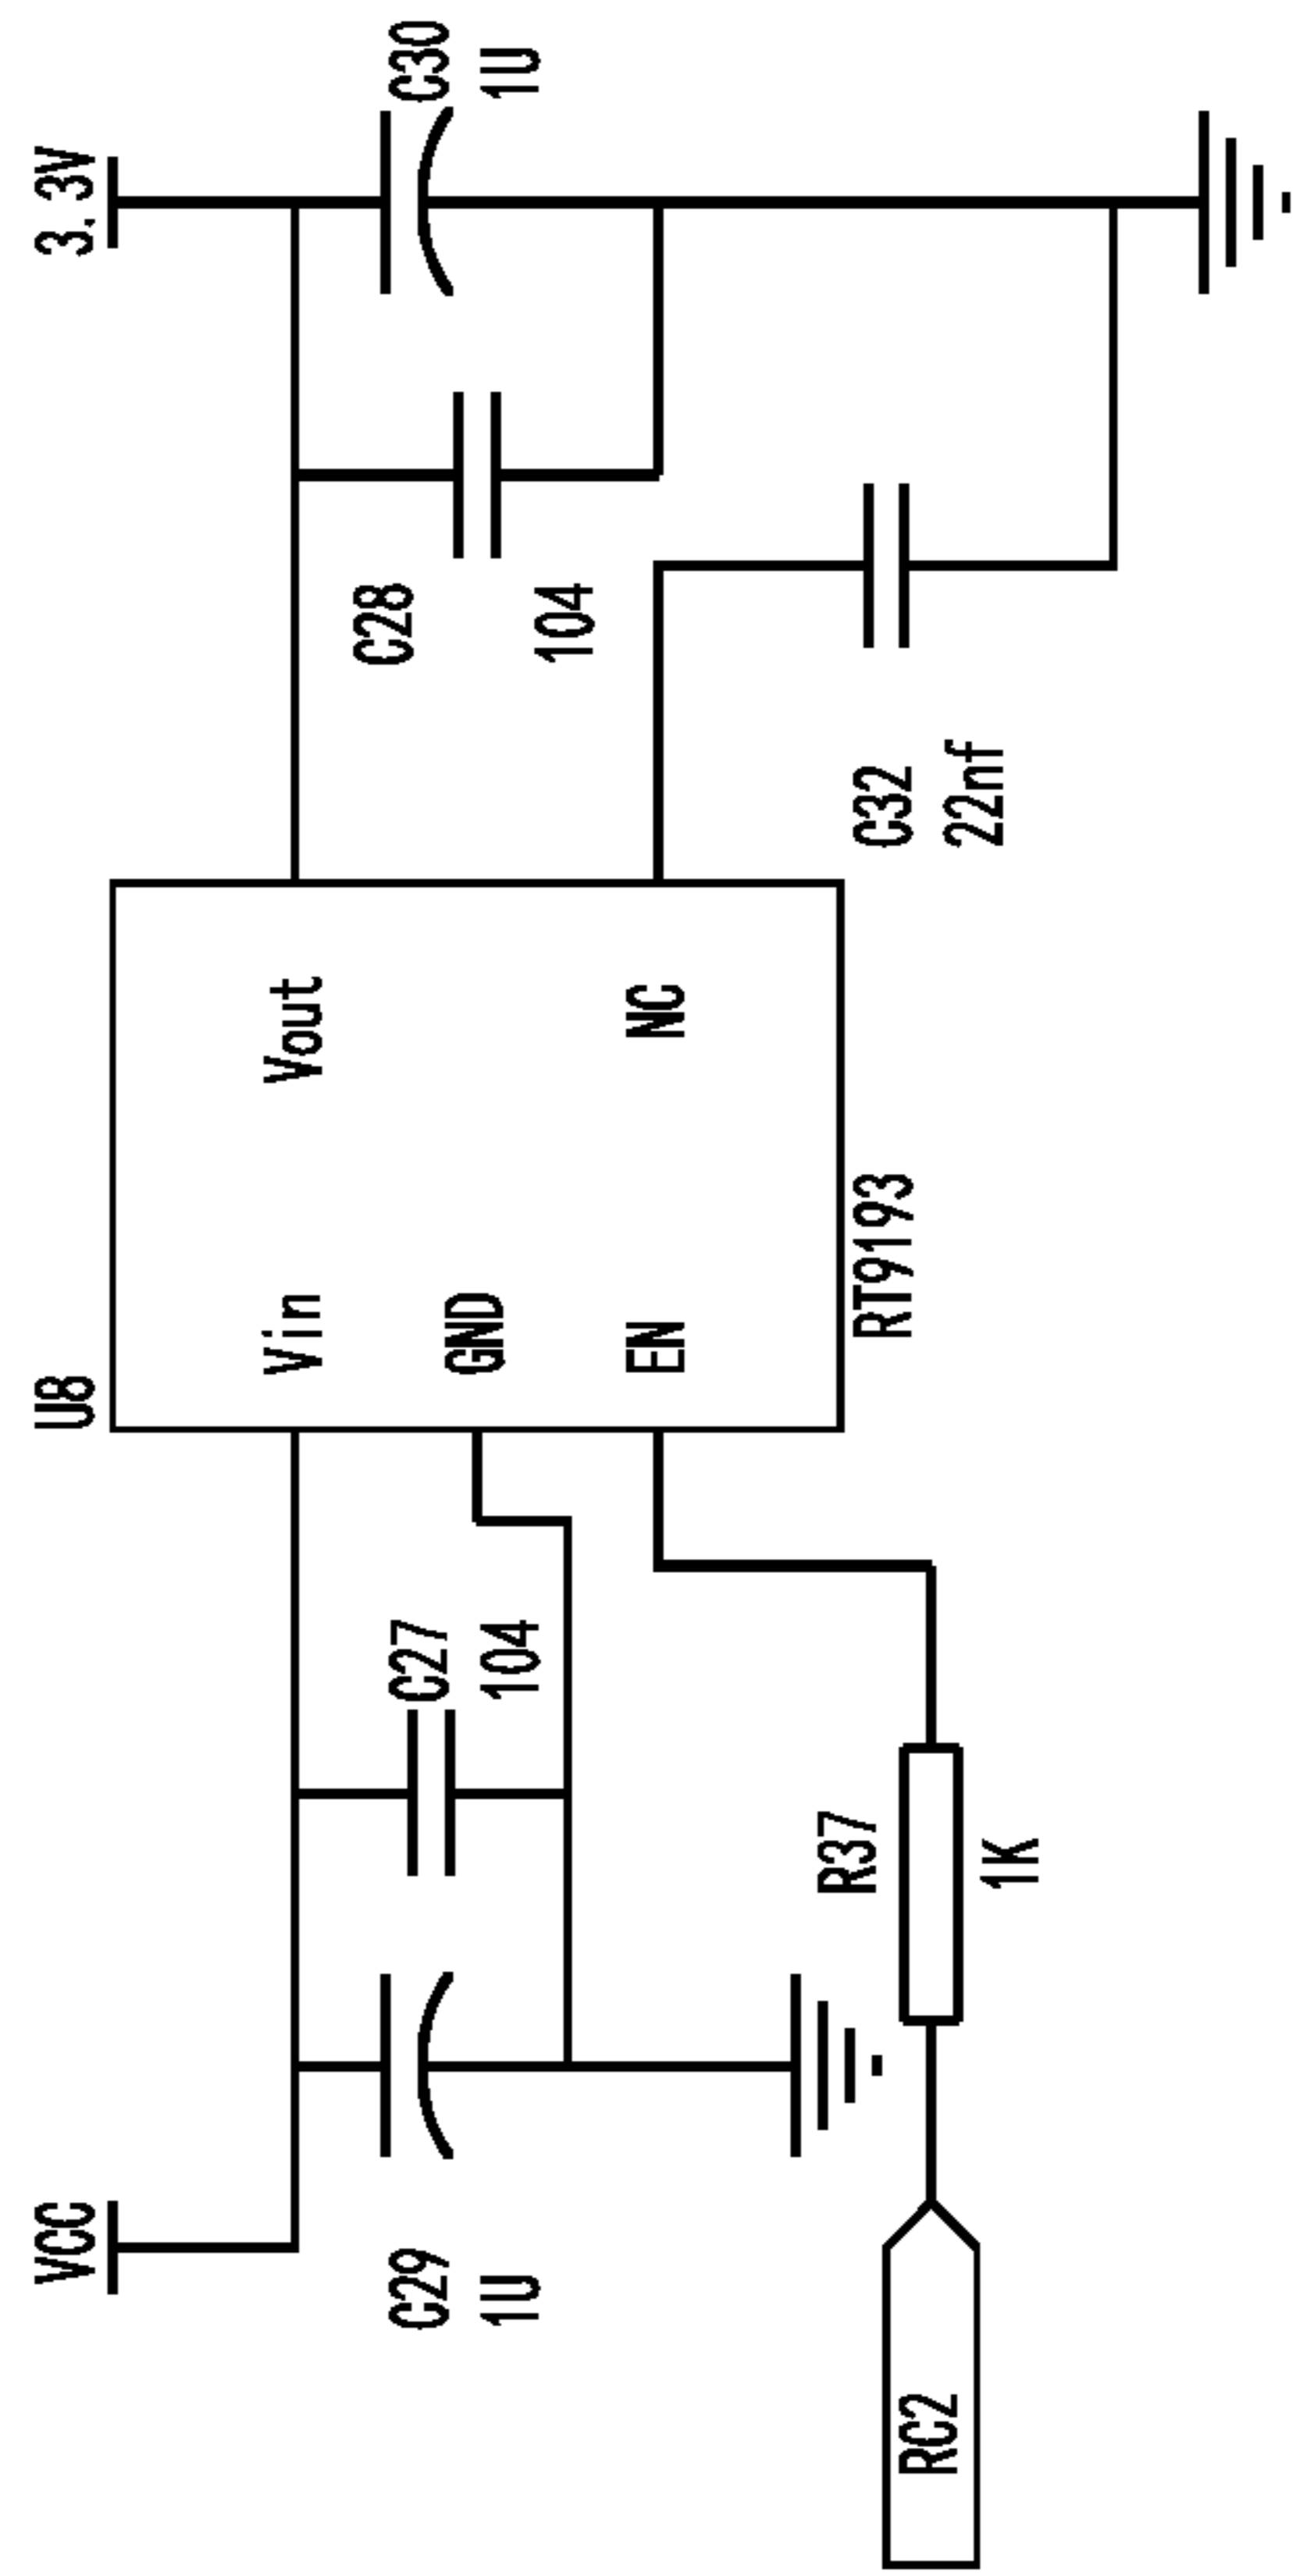 VCC
3.3V
U8
Vin
Vout
GND
EN
NC
RT9193
C29
1U
C27
104
C28
104
C30
1U
C32
22nf
R37
1K
RC2